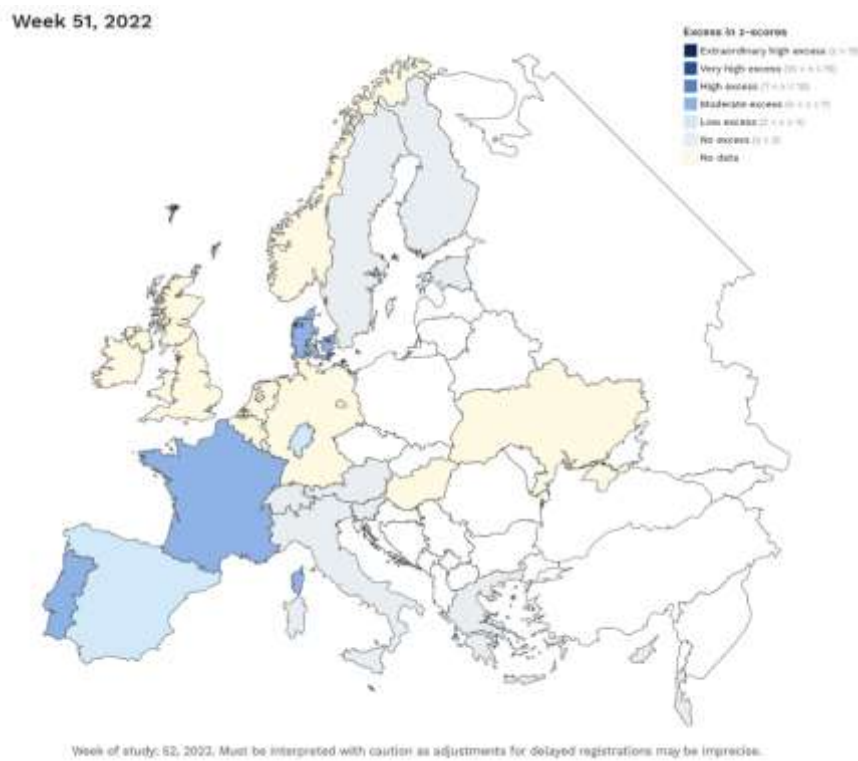 Week 51, 2022
Excess in z-scores
Extraordinary high excess
Very high excess
High excess
Moderate excess
Loss excess
No excess
No data
Week of study: 52, 2022. Must be interpreted with caution as adjustments for delayed registrations may be imprecise.